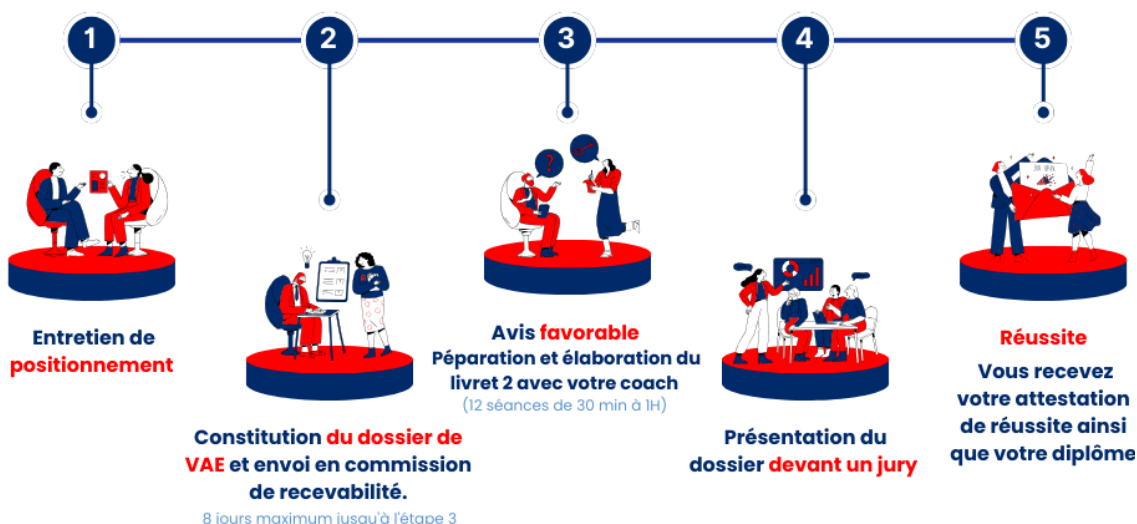 1
2
3
4
5
?
Entretien de
positionnement
Constitution du dossier de
VAE et envoi en commission
de recevabilité.
8 jours maximum jusqu'à l'étape 3
Avis favorable
Péparation et élaboration du
livret 2 avec votre coach
(12 séances de 30 min à 1H)
Présentation du
dossier devant un jury
Réussite
Vous recevez
votre attestation
de réussite ainsi
que votre diplôme